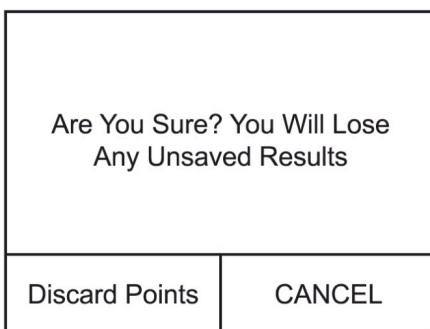 Are You Sure? You Will Lose
Any Unsaved Results
Discard Points
CANCEL